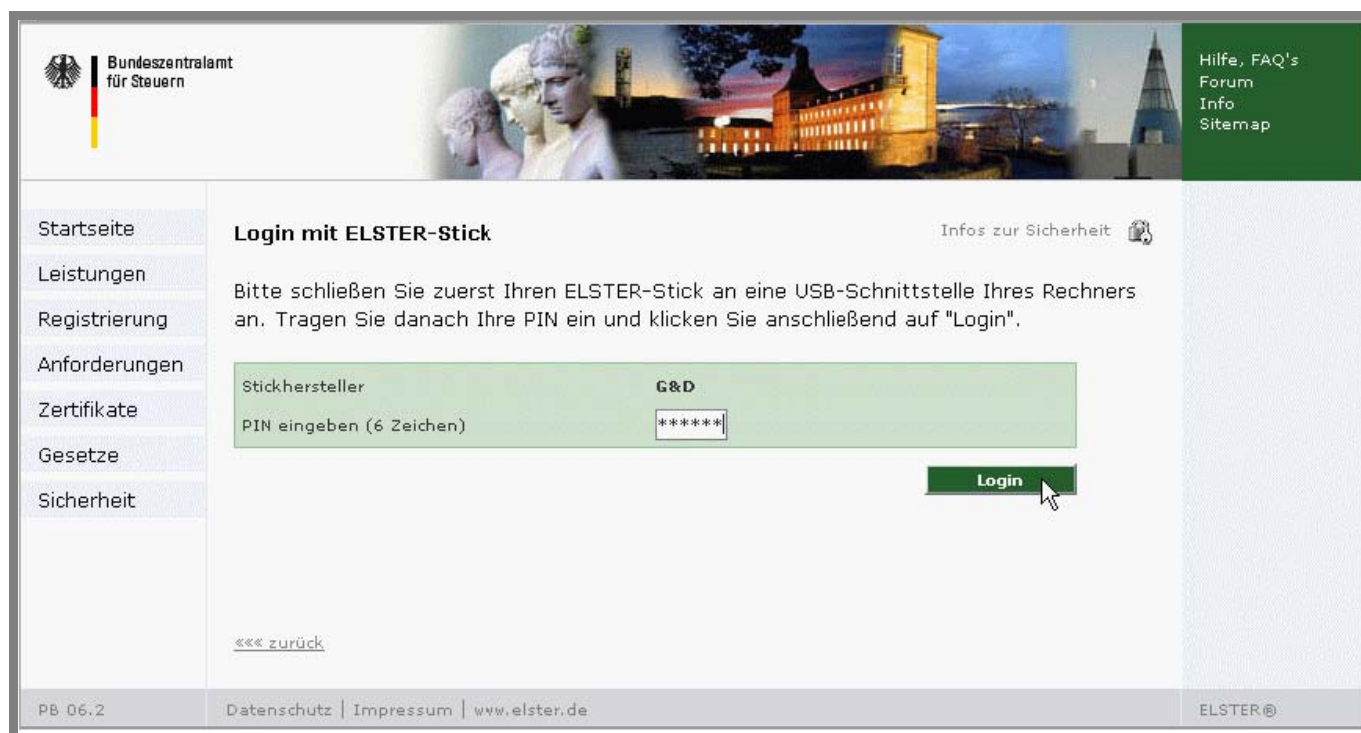 Bundeszentralamt
für Steuern
Hilfe, FAQ's
Forum
Info
Sitemap
Startseite
Leistungen
Registrierung
Anforderungen
Zertifikate
Gesetze
Sicherheit
Login mit ELSTER-Stick
Infos zur Sicherheit
Bitte schließen Sie zuerst Ihren ELSTER-Stick an eine USB-Schnittstelle Ihres Rechners
an. Tragen Sie danach Ihre PIN ein und klicken Sie anschließend auf "Login".
Stickhersteller G&D
PIN eingeben (6 Zeichen) ******
Login
««« zurück
PB 06.2 Datenschutz | Impressum | www.elster.de ELSTER®